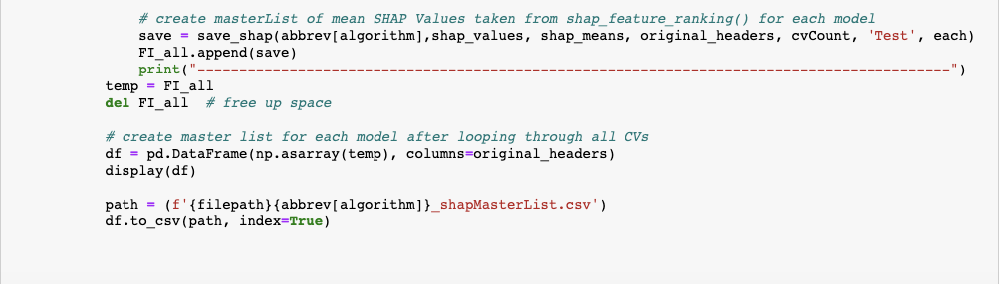 # create masterList of mean SHAP Values taken from shap_feature_ranking() for each model
save = save_shap(abbrev[algorithm],shap_values, shap_means, original_headers, cvCount, 'Test', each)
FI_all.append(save)
print("------------------------------------------------------------------------------------------")
temp = FI_all
del FI_all  # free up space
# create master list for each model after looping through all CVs
df = pd.DataFrame(np.asarray(temp), columns=original_headers)
display(df)
path = (f'{filepath}{abbrev[algorithm]}_shapMasterList.csv')
df.to_csv(path, index=True)